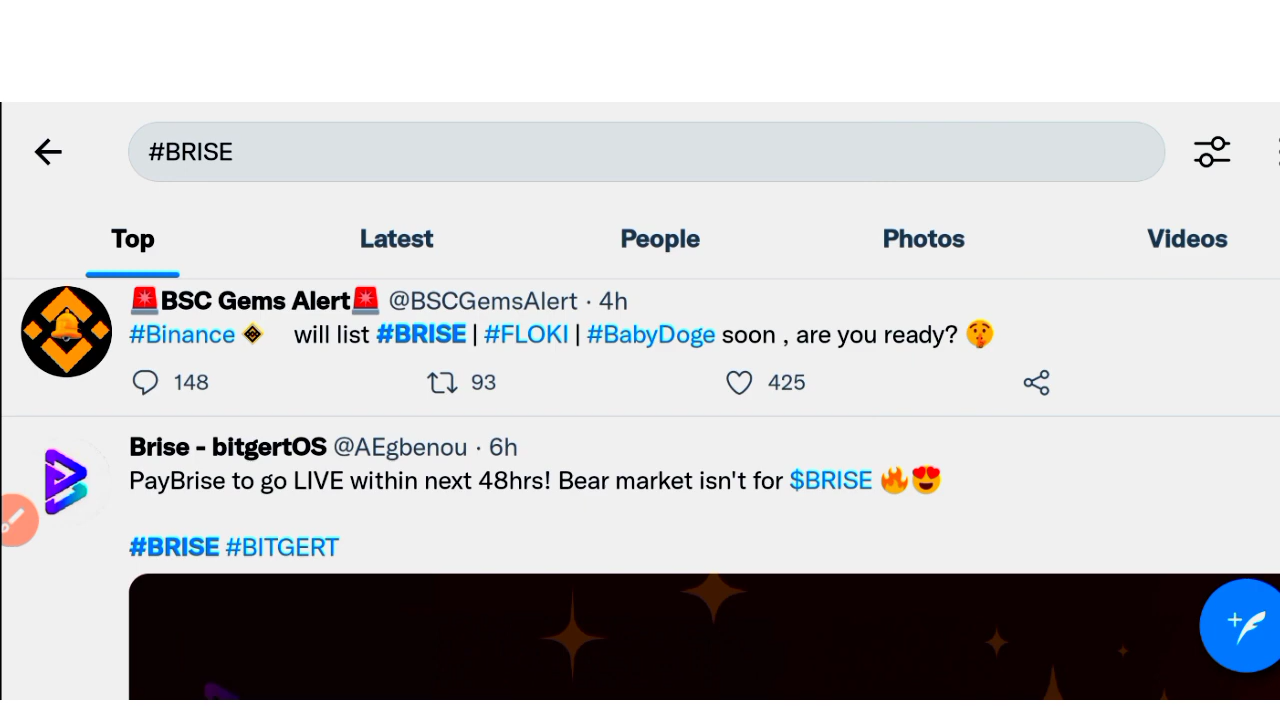 #BRISE
Top Latest People Photos Videos
🚨BSC Gems Alert🚨 @BSCGemsAlert · 4h
#Binance will list #BRISE | #FLOKI | #BabyDoge soon , are you ready? 🤫
148 93 425
Brise - bitgertOS @AEgbenou · 6h
PayBrise to go LIVE within next 48hrs! Bear market isn't for $BRISE 🔥😍
#BRISE #BITGERT